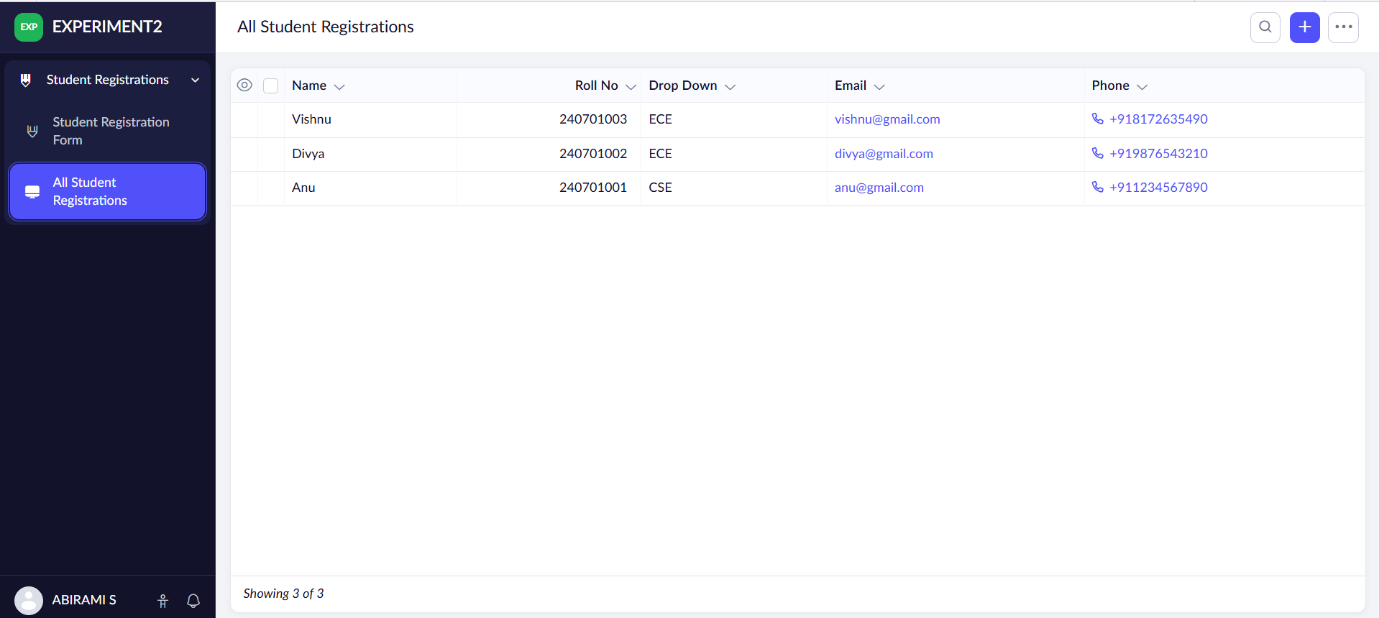 EXP EXPERIMENT2
Student Registrations
Student Registration
Form
All Student
Registrations
ABIRAMI S
All Student Registrations
Name Roll No Drop Down Email Phone
Vishnu 240701003 ECE vishnu@gmail.com +918172635490
Divya 240701002 ECE divya@gmail.com +919876543210
Anu 240701001 CSE anu@gmail.com +911234567890
Showing 3 of 3